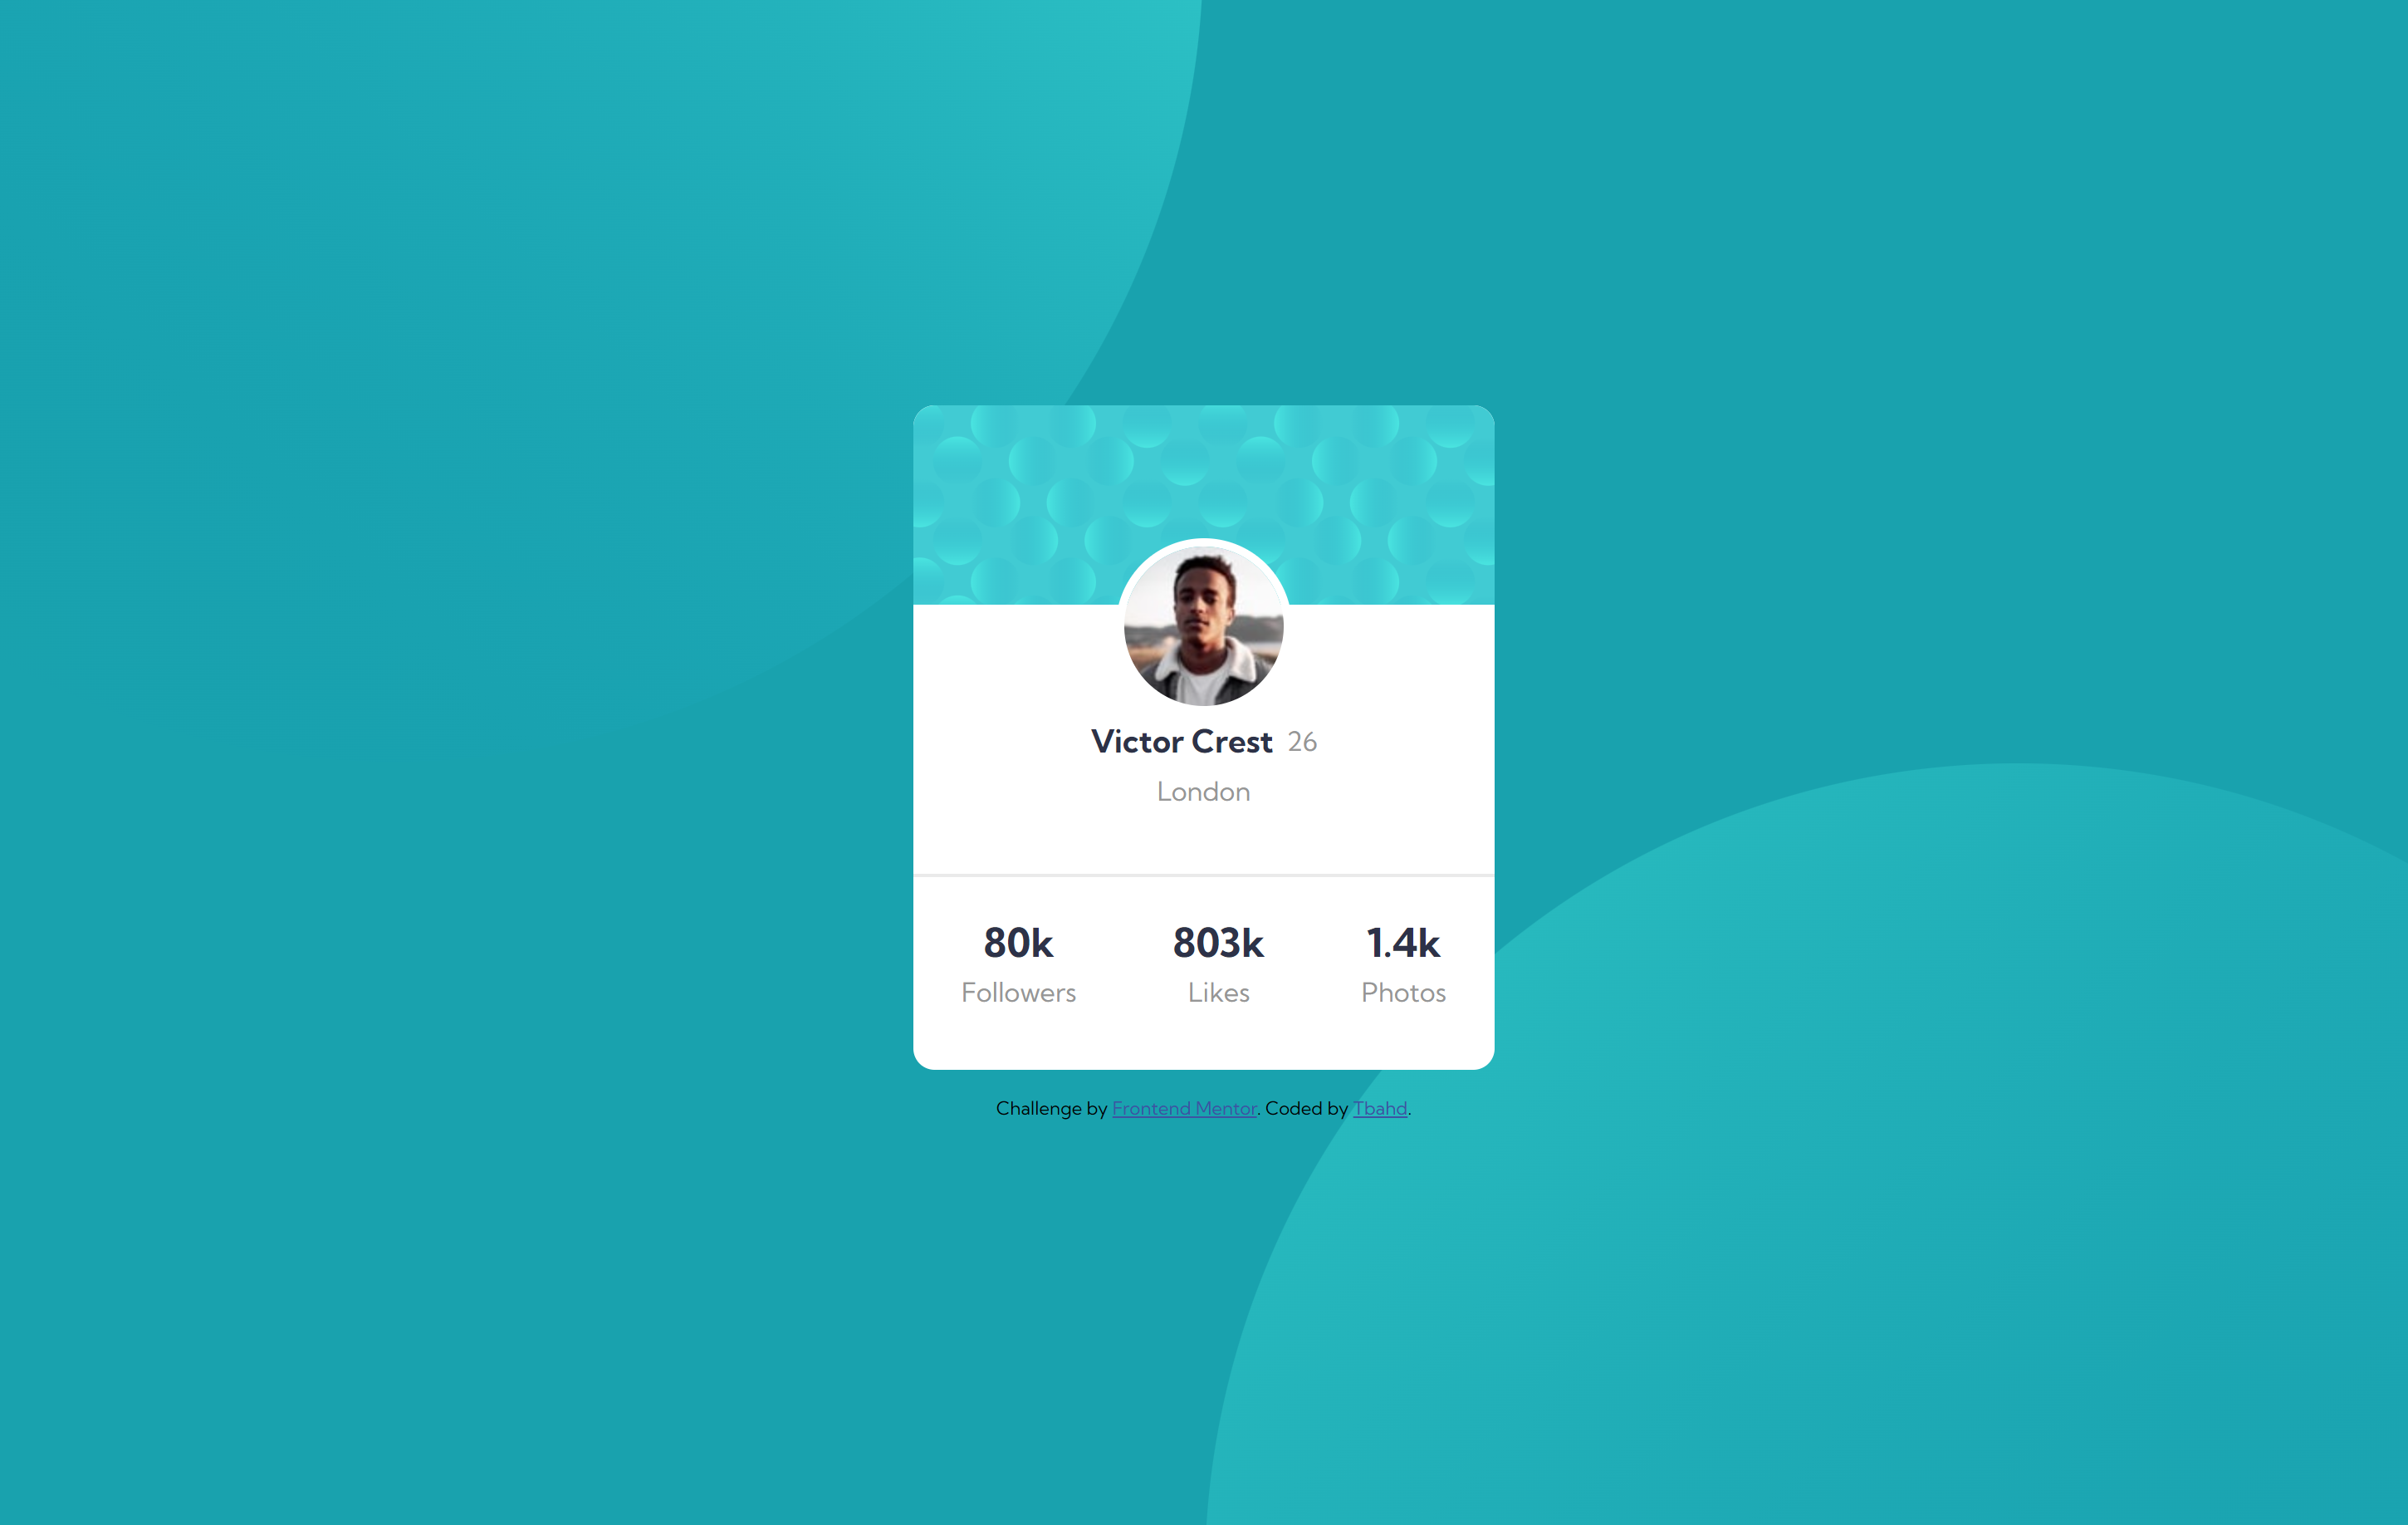 Victor Crest 26
London
80k 803k 1.4k
Followers Likes Photos
Challenge by Frontend Mentor. Coded by Tbahd.